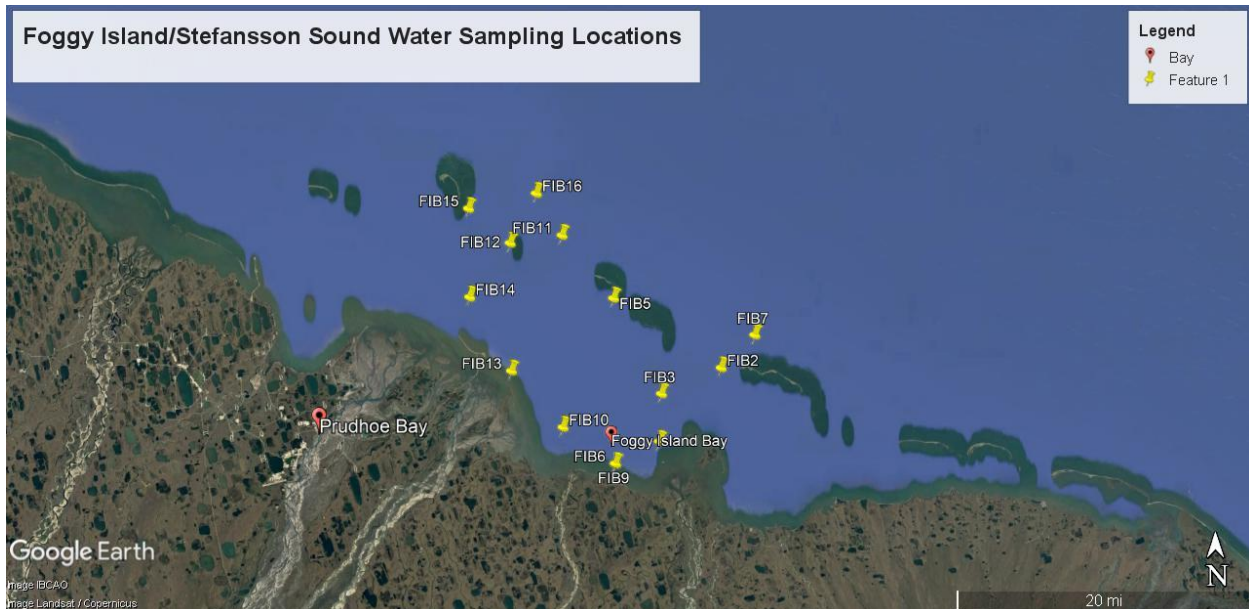 Foggy Island/Stefansson Sound Water Sampling Locations
Legend
Bay
Feature 1
FIB16
FIB15
FIB11
FIB12
FIB14
FIB5
FIB7
FIB13
FIB2
FIB3
FIB10
Prudhoe Bay
Foggy Island Bay
FIB6
FIB9
Google Earth
Image IBCAO
Image Landsat / Copernicus
N
20 mi